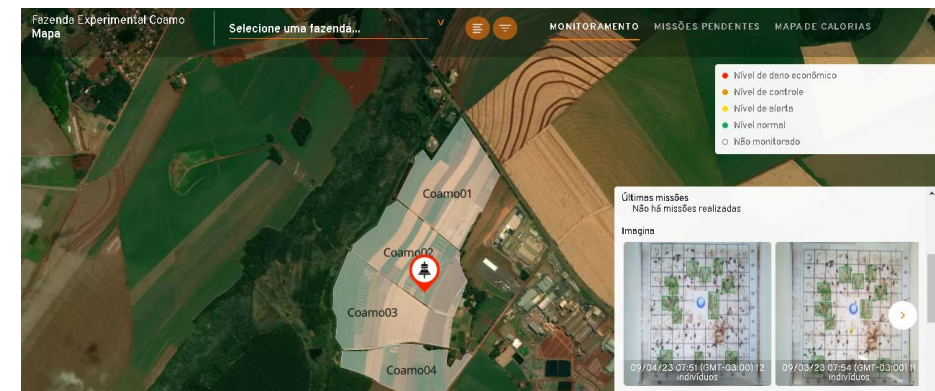 Fazenda Experimental Coamo
Mapa
Selecione uma fazenda...
MONITORAMENTO
MISSÕES PENDENTES
MAPA DE CALORIAS
Nível de dano econômico
Nível de controle
Nível de alerta
Nível normal
Não monitorado
Coamo01
Coamo02
Coamo03
Coamo04
Últimas missões
Não há missões realizadas
Imagina
09/04/23 07:51 (GMT-03:00) 12
indivíduos
09/03/23 07:54 (GMT-03:00) 11
indivíduos